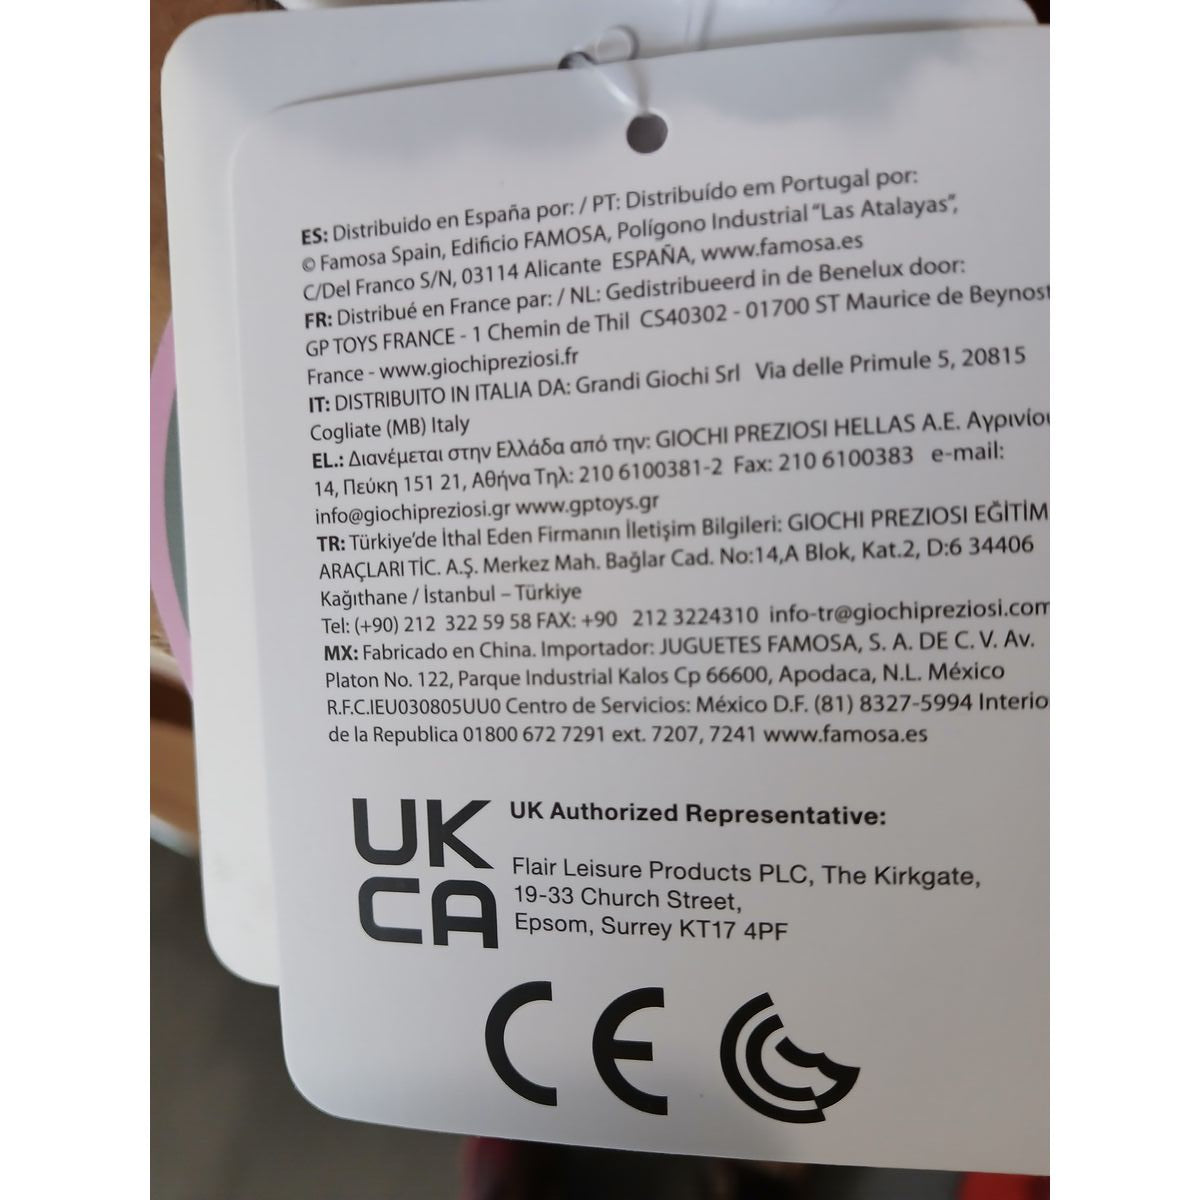 ES: Distribuido en España por: / PT: Distribuído em Portugal por:
© Famosa Spain, Edificio FAMOSA, Polígono Industrial “Las Atalayas”,
C/Del Franco S/N, 03114 Alicante ESPAÑA, www.famosa.es
FR: Distribué en France par: / NL: Gedistribueerd in de Benelux door:
GP TOYS FRANCE - 1 Chemin de Thil CS40302 - 01700 ST Maurice de Beynost
France - www.giochipreziosi.fr
IT: DISTRIBUITO IN ITALIA DA: Grandi Giochi Srl Via delle Primule 5, 20815
Cogliate (MB) Italy
EL.: Διανέμεται στην Ελλάδα από την: GIOCHI PREZIOSI HELLAS A.E. Αγρινίου
14, Πεύκη 151 21, Αθήνα Τηλ: 210 6100381-2 Fax: 210 6100383 e-mail:
info@giochipreziosi.gr www.gptoys.gr
TR: Türkiye’de İthal Eden Firmanın İletişim Bilgileri: GIOCHI PREZIOSI EĞİTİM
ARAÇLARI TİC. A.Ş. Merkez Mah. Bağlar Cad. No:14,A Blok, Kat.2, D:6 34406
Kağıthane / İstanbul – Türkiye
Tel: (+90) 212 322 59 58 FAX: +90 212 3224310 info-tr@giochipreziosi.com
MX: Fabricado en China. Importador: JUGUETES FAMOSA, S. A. DE C. V. Av.
Platon No. 122, Parque Industrial Kalos Cp 66600, Apodaca, N.L. México
R.F.C.IEU030805UU0 Centro de Servicios: México D.F. (81) 8327-5994 Interio
de la Republica 01800 672 7291 ext. 7207, 7241 www.famosa.es
UK
CA
UK Authorized Representative:
Flair Leisure Products PLC, The Kirkgate,
19-33 Church Street,
Epsom, Surrey KT17 4PF
CE